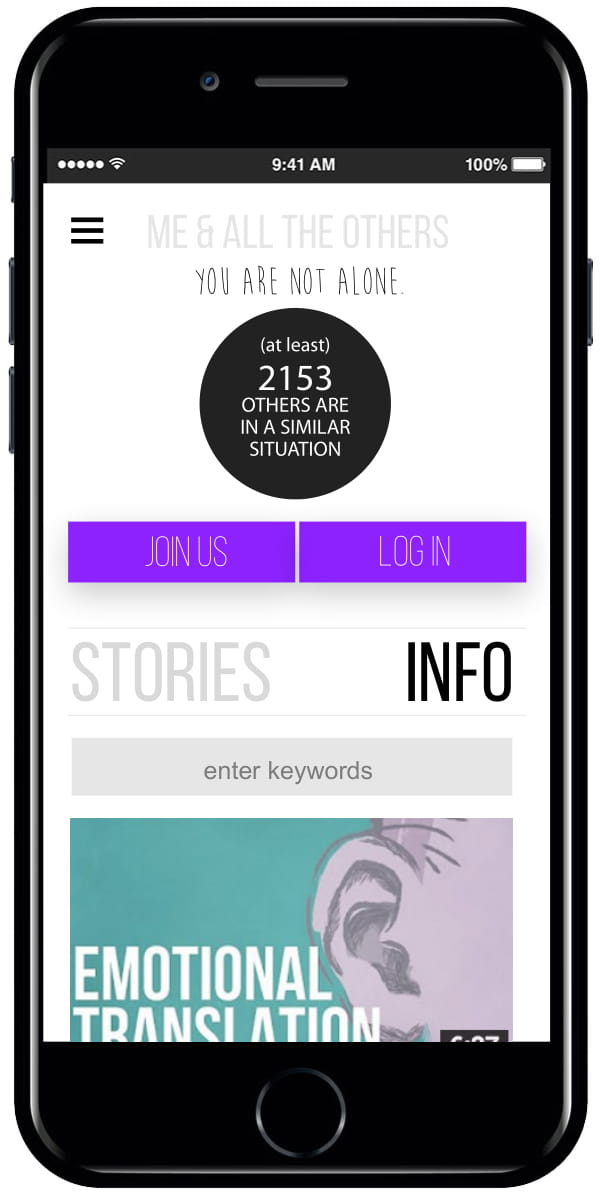 9:41 AM 100%
ME & ALL THE OTHERS
YOU ARE NOT ALONE.
(at least)
2153
OTHERS ARE
IN A SIMILAR
SITUATION
JOIN US LOG IN
STORIES INFO
enter keywords
EMOTIONAL
TRANSLATION